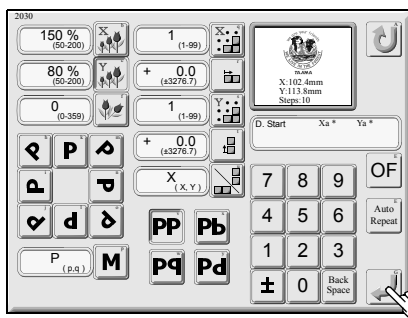 2030
150 %
(50-200)
X
1
(1-99)
X
80 %
(50-200)
Y
+ 0.0
(±3276.7)
TAJIMA
X:102.4mm
Y:113.8mm
Steps:10
0
(0-359)
1
(1-99)
Y
D. Start Xa * Ya *
P P P
+ 0.0
(±3276.7)
P P
X
(X, Y)
7 8 9
OF
d d b
PP Pb
4 5 6
Auto
Repeat
P
(p,q)
M
Pq Pd
1 2 3
± 0
Back
Space